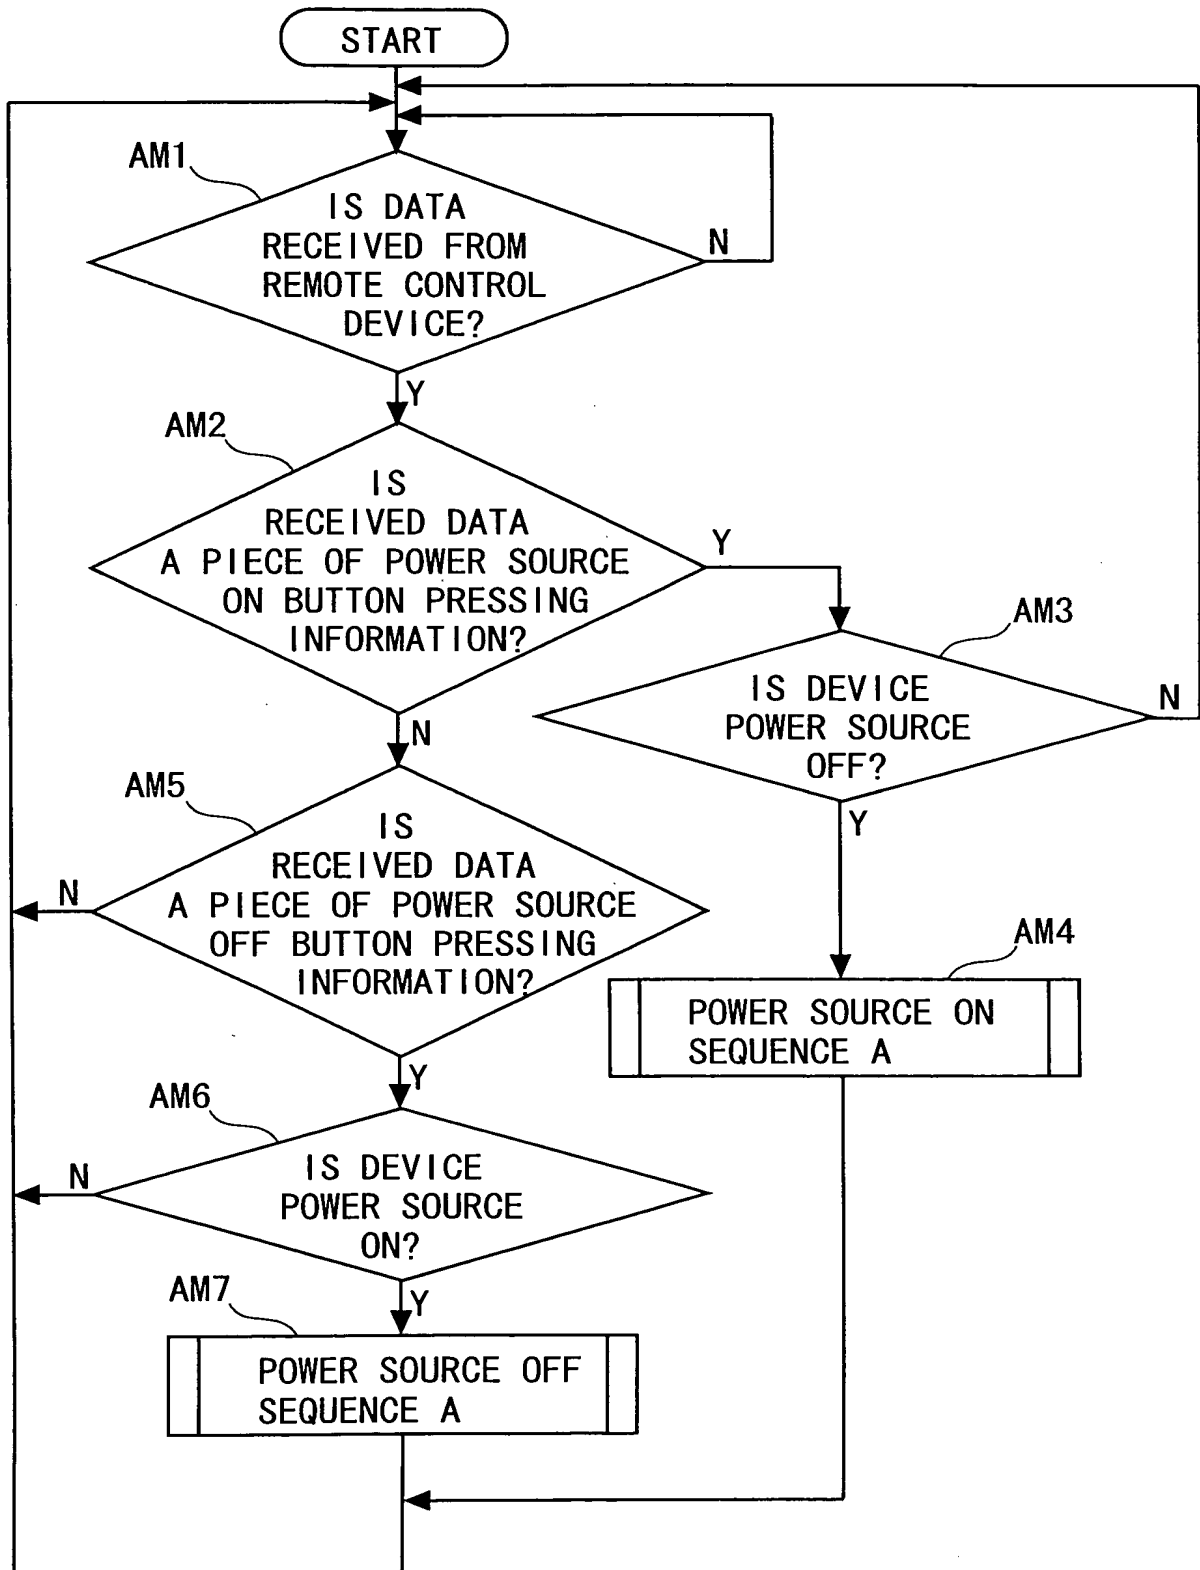 START
AM1
IS DATA
RECEIVED FROM
REMOTE CONTROL
DEVICE?
N
Y
AM2
IS
RECEIVED DATA
A PIECE OF POWER SOURCE
ON BUTTON PRESSING
INFORMATION?
Y
N
AM3
IS DEVICE
POWER SOURCE
OFF?
N
Y
AM5
IS
RECEIVED DATA
A PIECE OF POWER SOURCE
OFF BUTTON PRESSING
INFORMATION?
N
Y
AM4
POWER SOURCE ON
SEQUENCE A
AM6
IS DEVICE
POWER SOURCE
ON?
N
Y
AM7
POWER SOURCE OFF
SEQUENCE A